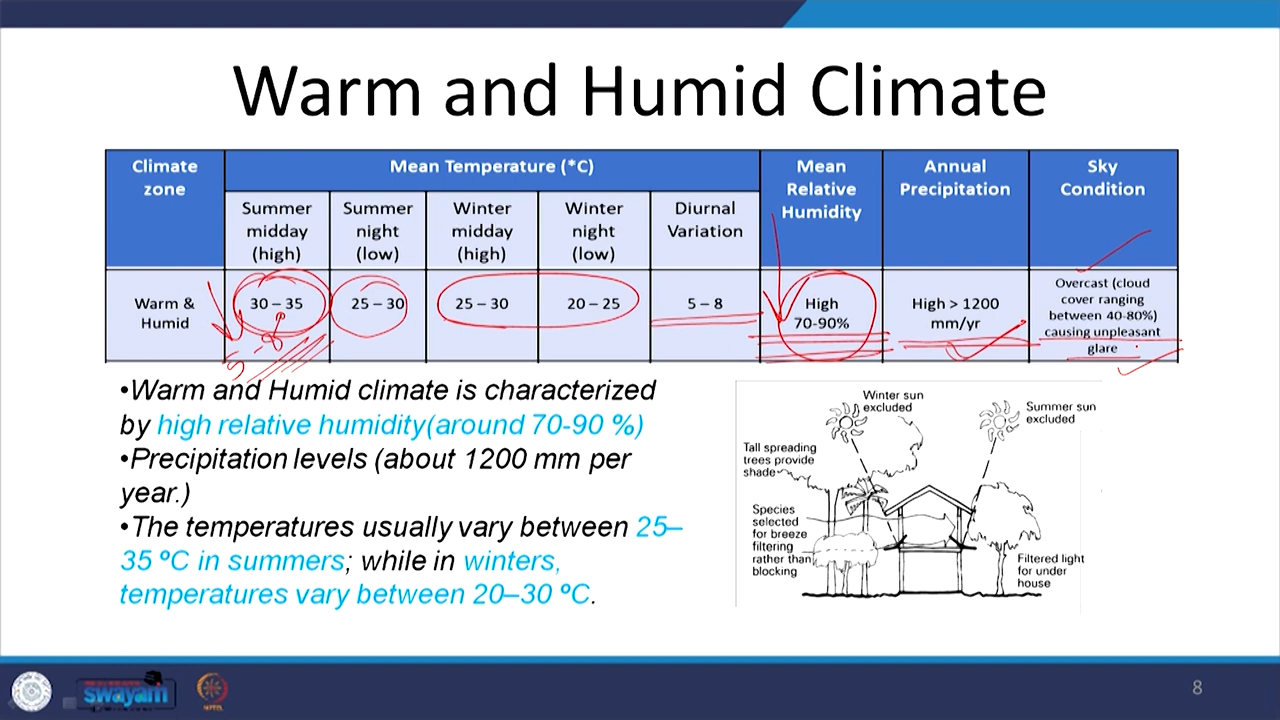 Warm and Humid Climate
Climate zone
Mean Temperature (*C)
Mean Relative Humidity
Annual Precipitation
Sky Condition
Summer midday (high)
Summer night (low)
Winter midday (high)
Winter night (low)
Diurnal Variation
Warm & Humid
30 – 35
25 – 30
25 – 30
20 – 25
5 – 8
High 70-90%
High > 1200 mm/yr
Overcast (cloud cover ranging between 40-80%) causing unpleasant glare
5-8
•Warm and Humid climate is characterized
by high relative humidity(around 70-90 %)
•Precipitation levels (about 1200 mm per
year.)
•The temperatures usually vary between 25–
35 ºC in summers; while in winters,
temperatures vary between 20–30 ºC.
Winter sun
excluded
Summer sun
excluded
Tall spreading
trees provide
shade
Species
selected
for breeze
filtering
rather than
blocking
Filtered light
for under
house
swayam
8